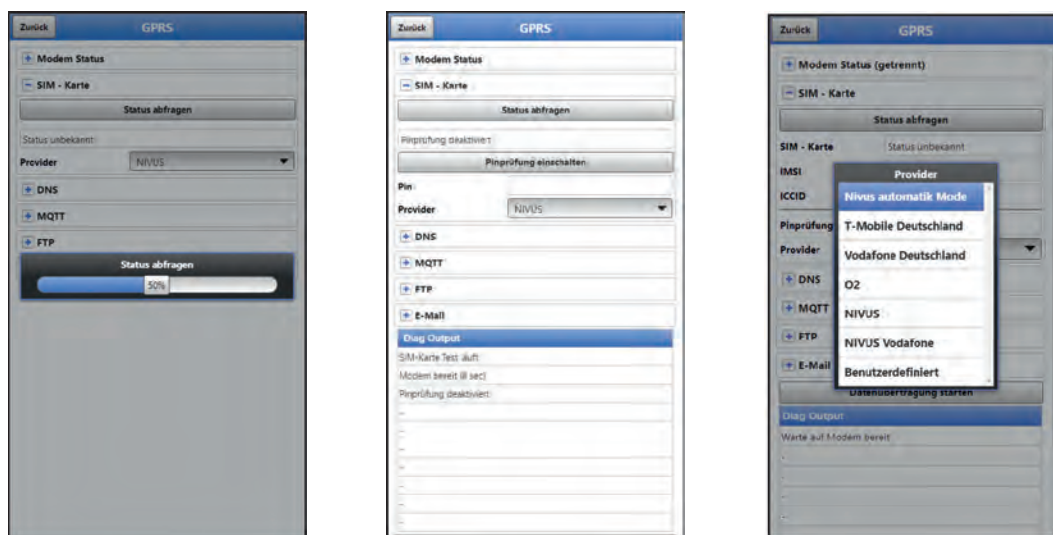 Zurück GPRS
Modem Status
SIM - Karte
Status abfragen
Status unbekannt
Provider NIVUS
DNS
MQTT
FTP
Status abfragen
50%
Zurück GPRS
Modem Status
SIM - Karte
Status abfragen
Pinprüfung deaktiviert
Pinprüfung einschalten
Pin
Provider NIVUS
DNS
MQTT
FTP
E-Mail
Diag Output
SIM-Karte Test läuft
Modem bereit (8 sec)
Pinprüfung deaktiviert
Zurück GPRS
Modem Status (getrennt)
SIM - Karte
Status abfragen
SIM - Karte Status unbekannt
IMSI
ICCID
Pinprüfung
Provider
DNS
MQTT
FTP
E-Mail
Provider
Nivus automatik Mode
T-Mobile Deutschland
Vodafone Deutschland
O2
NIVUS
NIVUS Vodafone
Benutzerdefiniert
Datenübertragung starten
Diag Output
Warte auf Modem bereit